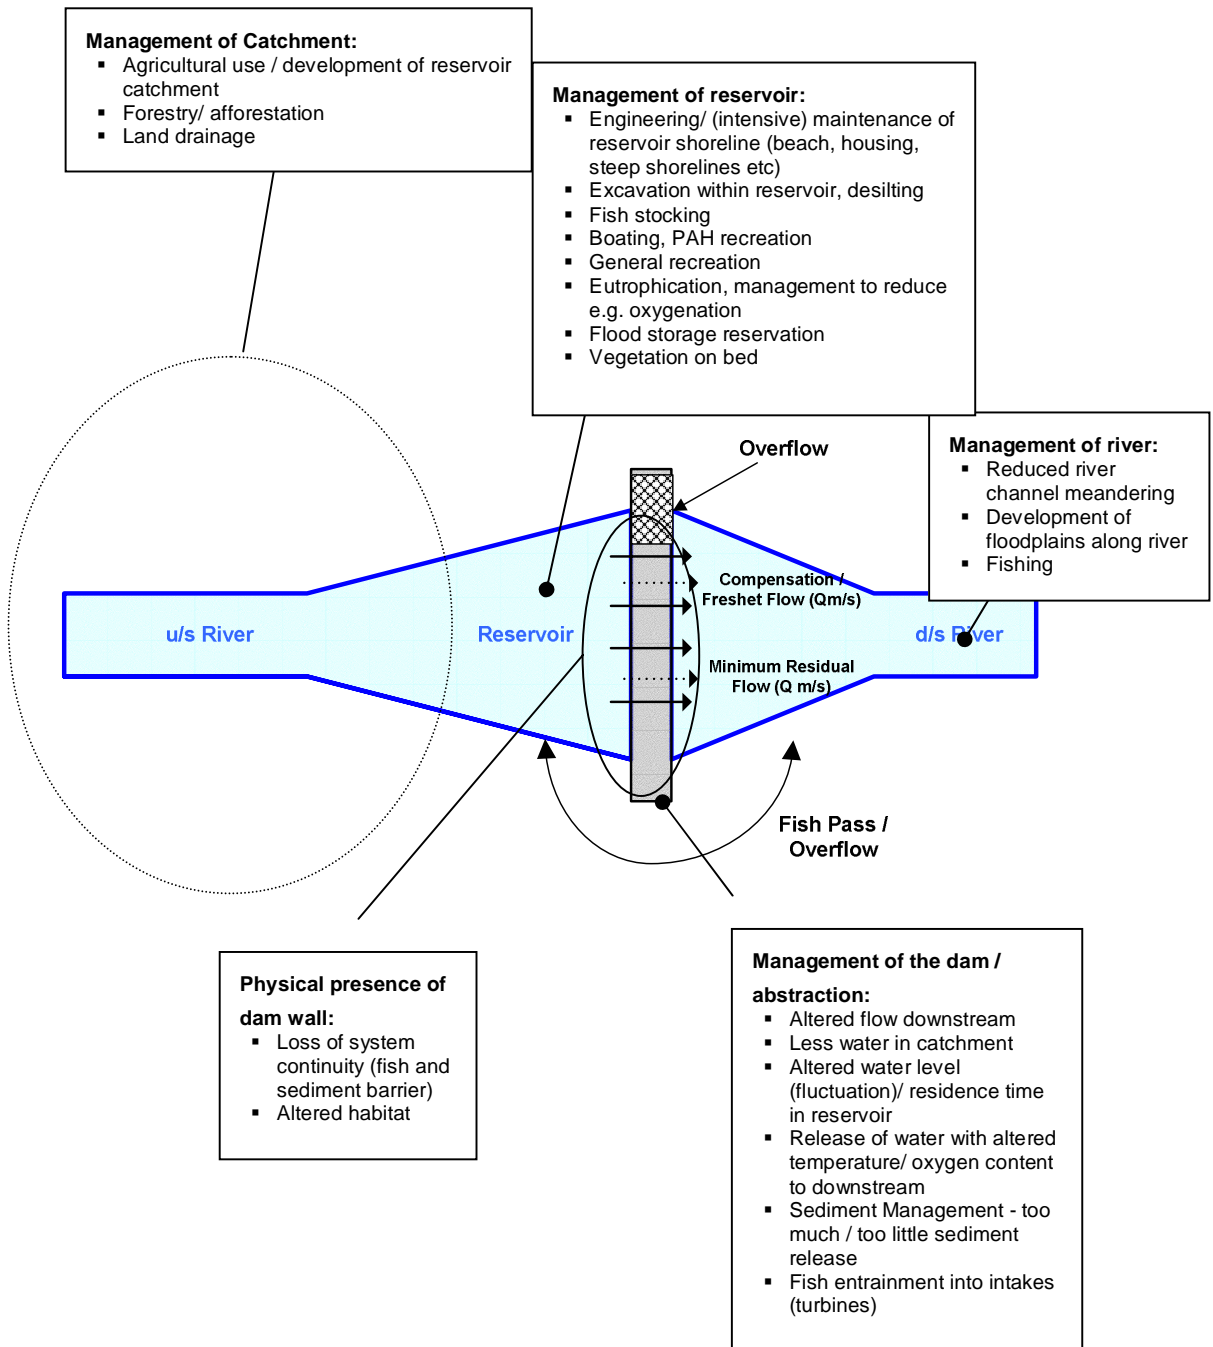 Management of Catchment:
▪ Agricultural use / development of reservoir
catchment
▪ Forestry/ afforestation
▪ Land drainage
Management of reservoir:
▪ Engineering/ (intensive) maintenance of
reservoir shoreline (beach, housing,
steep shorelines etc)
▪ Excavation within reservoir, desilting
▪ Fish stocking
▪ Boating, PAH recreation
▪ General recreation
▪ Eutrophication, management to reduce
e.g. oxygenation
▪ Flood storage reservation
▪ Vegetation on bed
Management of river:
▪ Reduced river
channel meandering
▪ Development of
floodplains along river
▪ Fishing
Overflow
Compensation /
Freshet Flow (Qm/s)
u/s River
Reservoir
d/s River
Minimum Residual
Flow (Q m/s)
Fish Pass /
Overflow
Physical presence of
dam wall:
▪ Loss of system
continuity (fish and
sediment barrier)
▪ Altered habitat
Management of the dam /
abstraction:
▪ Altered flow downstream
▪ Less water in catchment
▪ Altered water level
(fluctuation)/ residence time
in reservoir
▪ Release of water with altered
temperature/ oxygen content
to downstream
▪ Sediment Management - too
much / too little sediment
release
▪ Fish entrainment into intakes
(turbines)